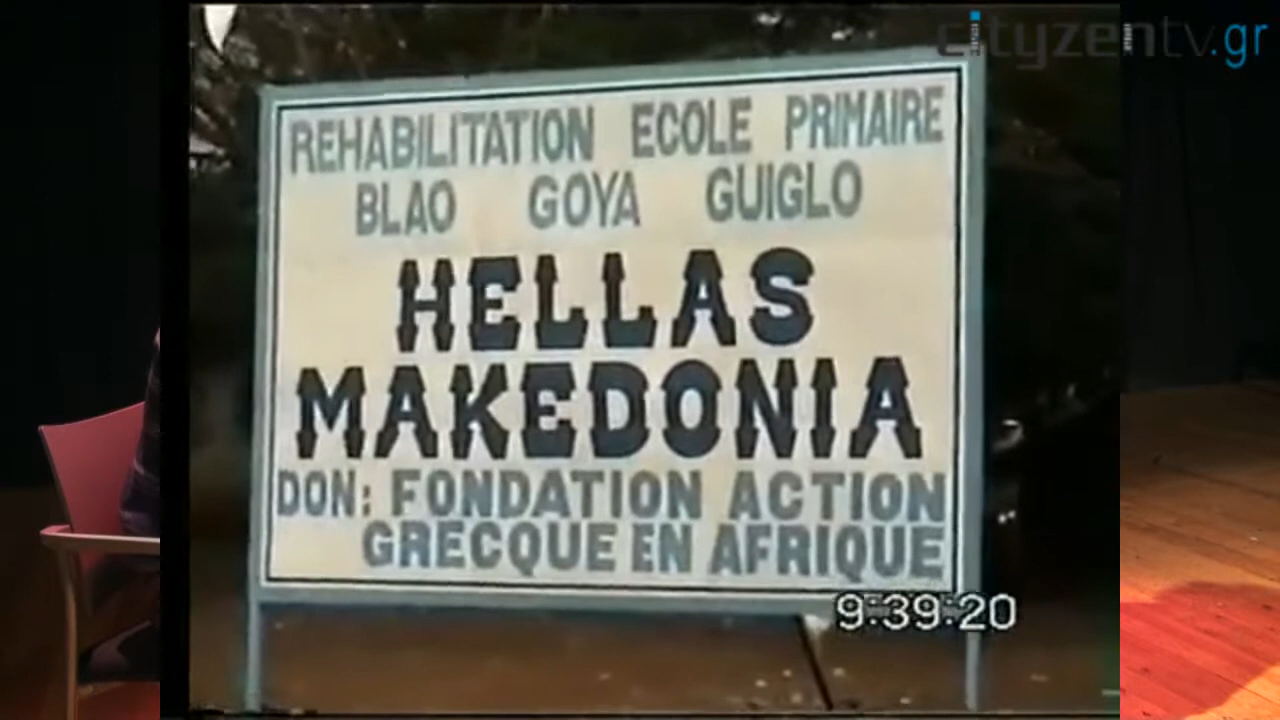 cityzentv.gr
REHABILITATION ECOLE PRIMAIRE
BLAO GOYA GUIGLO
HELLAS
MAKEDONIA
DON: FONDATION ACTION
GRECQUE EN AFRIQUE
9:39:20